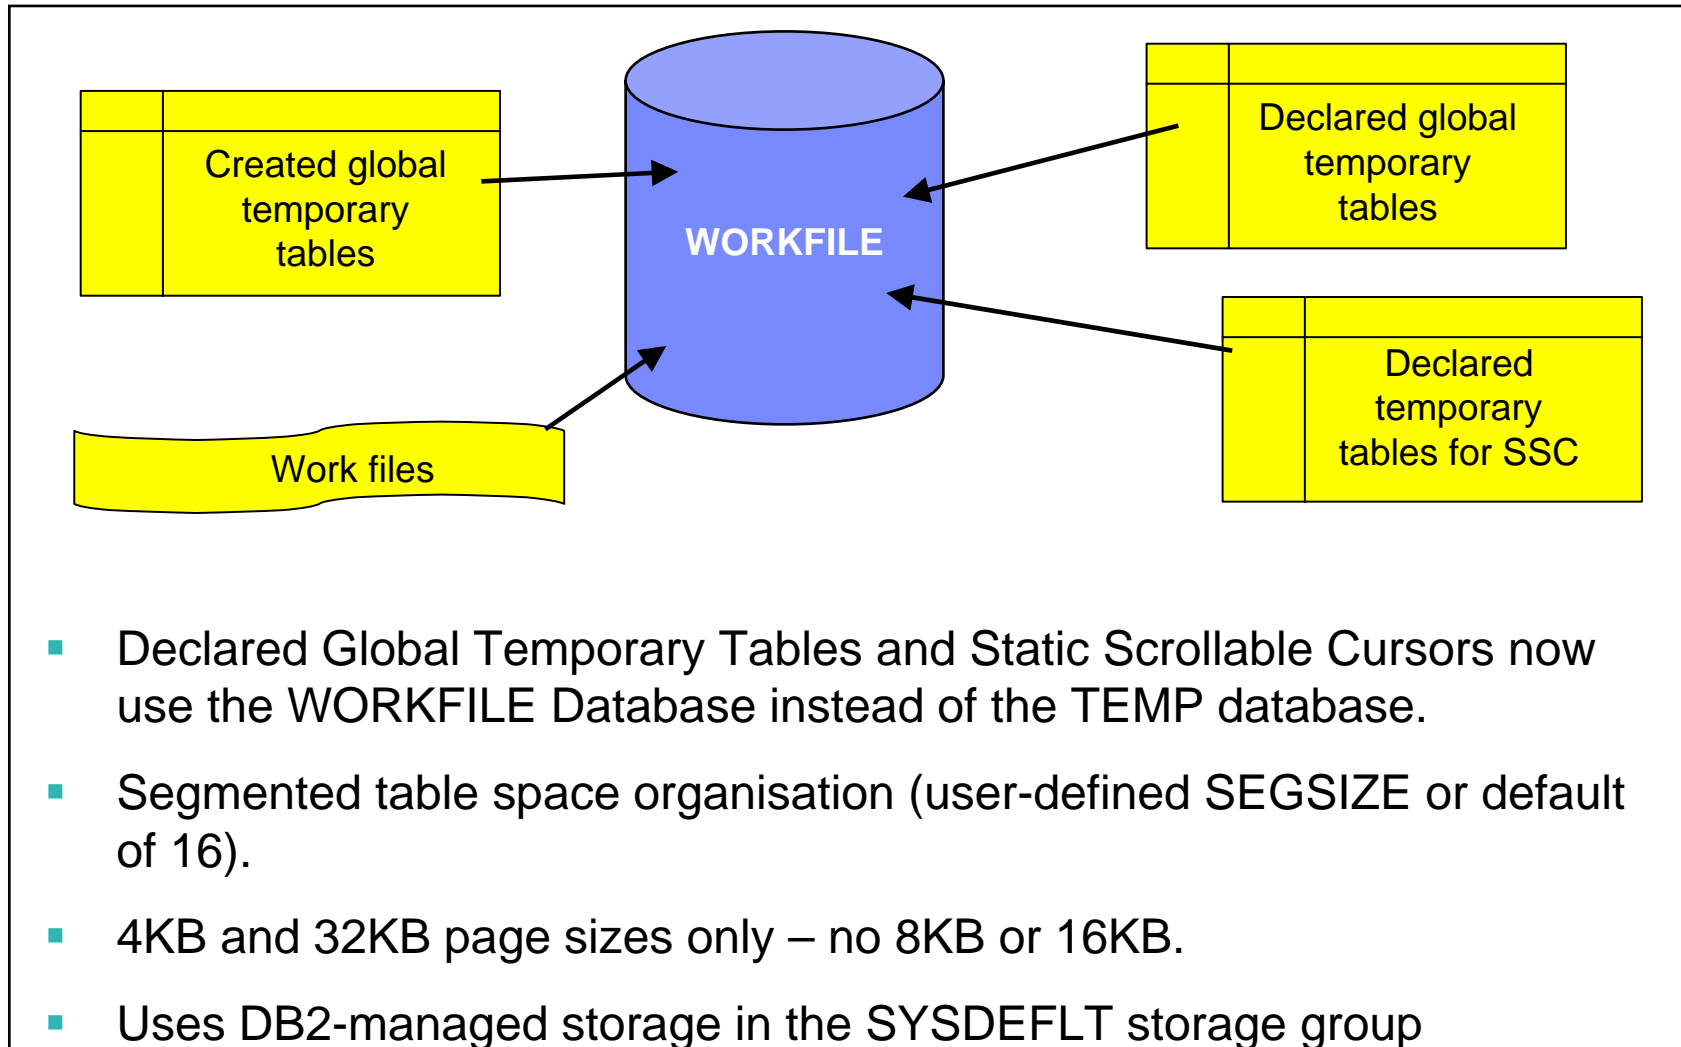 Created global
temporary
tables
WORKFILE
Declared global
temporary
tables
Declared
temporary
tables for SSC
Work files
▪ Declared Global Temporary Tables and Static Scrollable Cursors now
use the WORKFILE Database instead of the TEMP database.
▪ Segmented table space organisation (user-defined SEGSIZE or default
of 16).
▪ 4KB and 32KB page sizes only – no 8KB or 16KB.
▪ Uses DB2-managed storage in the SYSDEFLT storage group